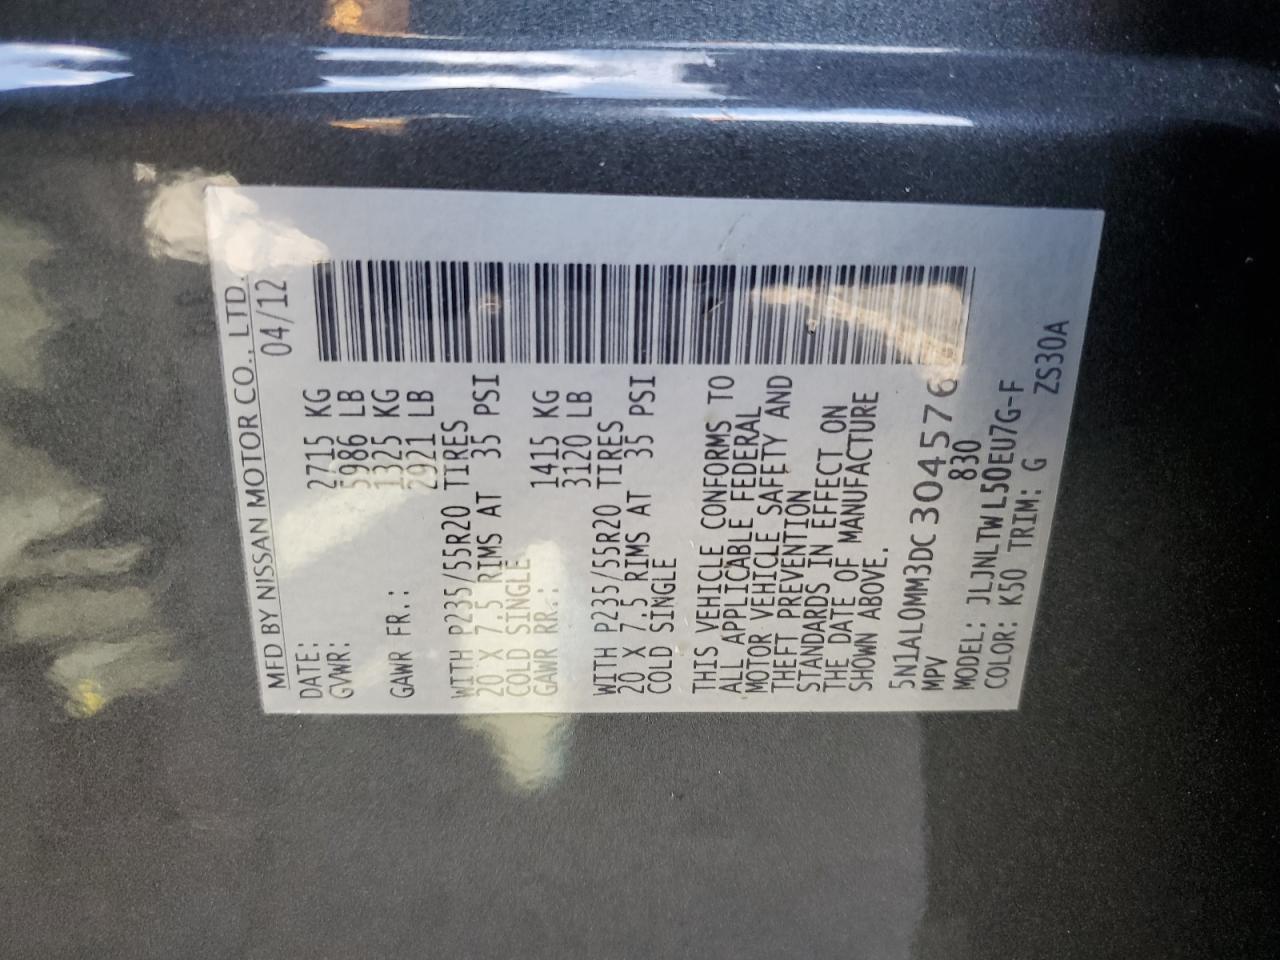 MFD BY NISSAN MOTOR CO., LTD.
DATE: 04/12
GVWR: 2715 KG
5986 LB
GAWR FR.: 1325 KG
2921 LB
WITH P235/55R20 TIRES
20 X 7.5 RIMS AT 35 PSI
COLD SINGLE
GAWR RR.: 1415 KG
3120 LB
WITH P235/55R20 TIRES
20 X 7.5 RIMS AT 35 PSI
COLD SINGLE
THIS VEHICLE CONFORMS TO
ALL APPLICABLE FEDERAL
MOTOR VEHICLE SAFETY AND
THEFT PREVENTION
STANDARDS IN EFFECT ON
THE DATE OF MANUFACTURE
SHOWN ABOVE.
5N1AL0MM3DC304576
MPV 830
MODEL: JLJNLTWL50EU7G-F
COLOR: K50 TRIM: G ZS30A